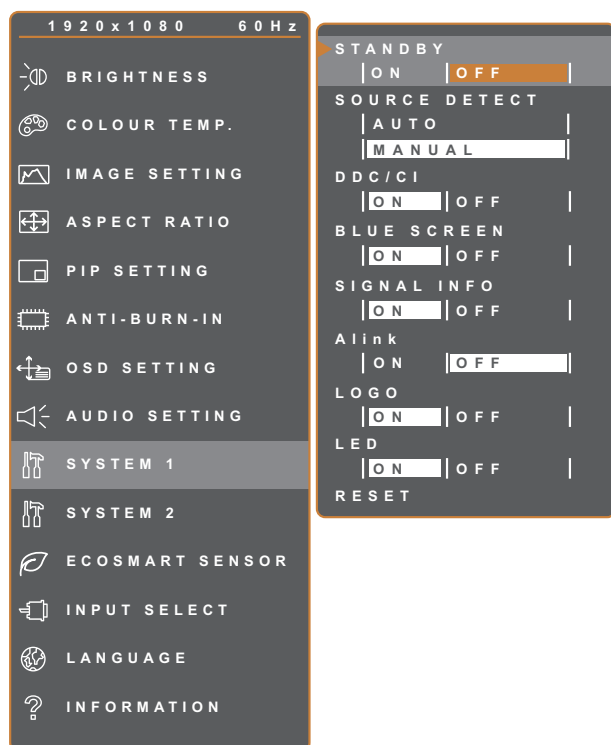 1920x1080 60Hz
BRIGHTNESS
COLOUR TEMP.
IMAGE SETTING
ASPECT RATIO
PIP SETTING
ANTI-BURN-IN
OSD SETTING
AUDIO SETTING
SYSTEM 1
SYSTEM 2
ECOSMART SENSOR
INPUT SELECT
LANGUAGE
INFORMATION
STANDBY
ON OFF
SOURCE DETECT
AUTO
MANUAL
DDC/CI
ON OFF
BLUE SCREEN
ON OFF
SIGNAL INFO
ON OFF
Alink
ON OFF
LOGO
ON OFF
LED
ON OFF
RESET